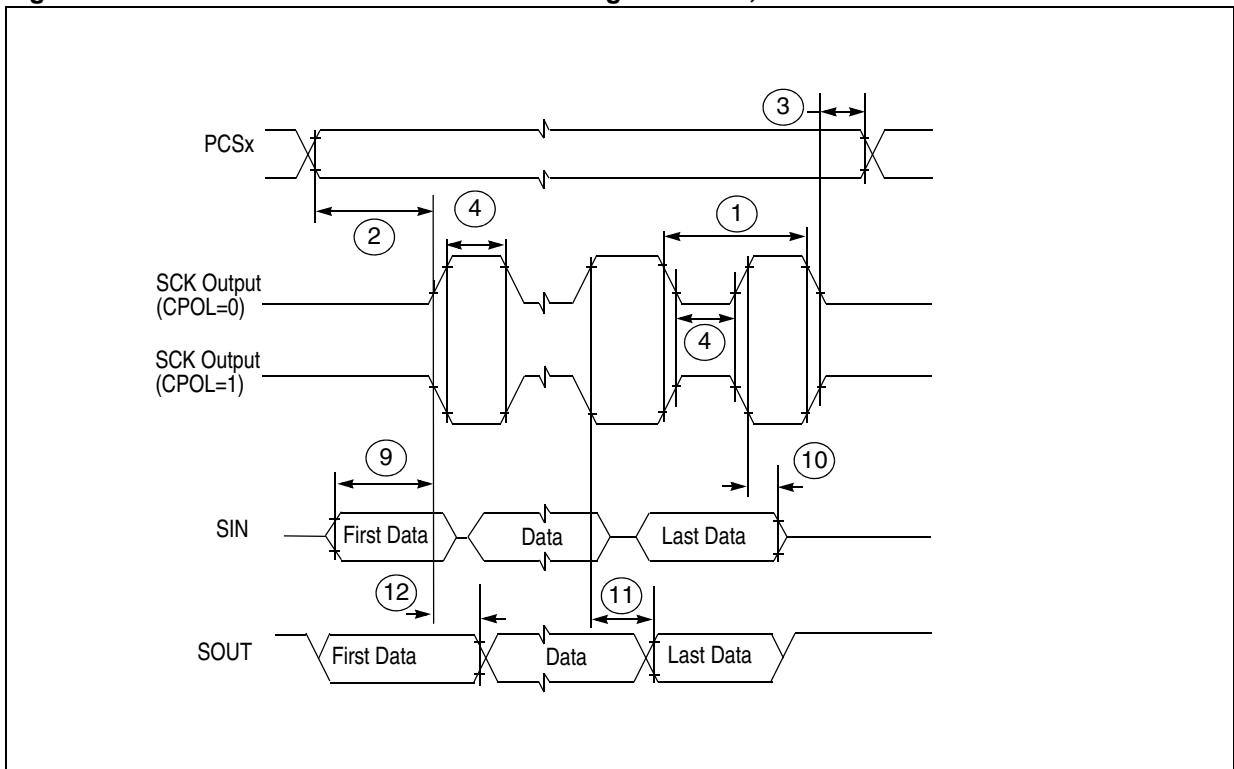 3
PCSx
2
4
1
SCK Output
(CPOL=0)
4
SCK Output
(CPOL=1)
9
10
SIN
First Data
Data
Last Data
12
11
SOUT
First Data
Data
Last Data